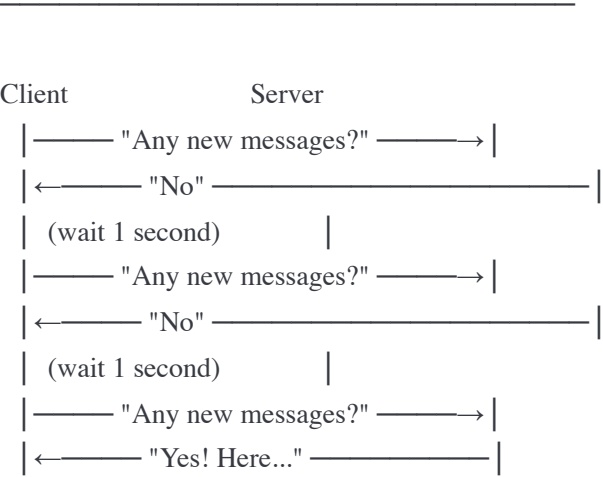 Client Server
"Any new messages?"
"No"
(wait 1 second)
"Any new messages?"
"No"
(wait 1 second)
"Any new messages?"
"Yes! Here..."